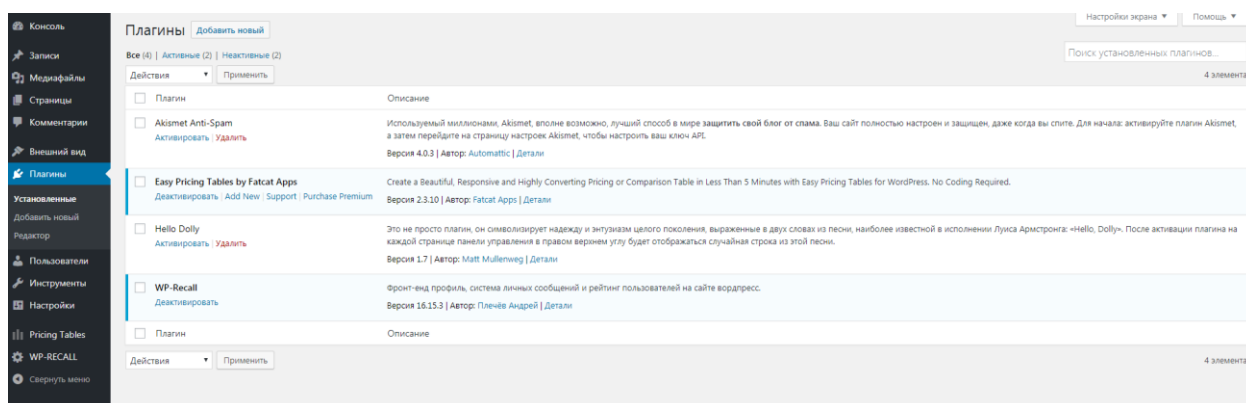 Настройки экрана ▼ Помощь ▼
Консоль
Записи
Медиафайлы
Страницы
Комментарии
Внешний вид
Плагины
Установленные
Добавить новый
Редактор
Пользователи
Инструменты
Настройки
Pricing Tables
WP-RECALL
Свернуть меню
Плагины Добавить новый
Все (4) | Активные (2) | Неактивные (2)
Поиск установленных плагинов...
Действия ▼ Применить
4 элемента
Плагин Описание
Akismet Anti-Spam
Активировать | Удалить
Используемый миллионами, Akismet, вполне возможно, лучший способ в мире защитить свой блог от спама. Ваш сайт полностью настроен и защищен, даже когда вы спите. Для начала: активируйте плагин Akismet,
а затем перейдите на страницу настроек Akismet, чтобы настроить ваш ключ API.
Версия 4.0.3 | Автор: Automattic | Детали
Easy Pricing Tables by Fatcat Apps
Деактивировать | Add New | Support | Purchase Premium
Create a Beautiful, Responsive and Highly Converting Pricing or Comparison Table in Less Than 5 Minutes with Easy Pricing Tables for WordPress. No Coding Required.
Версия 2.3.10 | Автор: Fatcat Apps | Детали
Hello Dolly
Активировать | Удалить
Это не просто плагин, он символизирует надежду и энтузиазм целого поколения, выраженные в двух словах из песни, наиболее известной в исполнении Луиса Армстронга: «Hello, Dolly». После активации плагина на
каждой странице панели управления в правом верхнем углу будет отображаться случайная строка из этой песни.
Версия 1.7 | Автор: Matt Mullenweg | Детали
WP-Recall
Деактивировать
Фронт-енд профиль, система личных сообщений и рейтинг пользователей на сайте вордпресс.
Версия 16.15.3 | Автор: Плечёв Андрей | Детали
Плагин Описание
Действия ▼ Применить
4 элемента